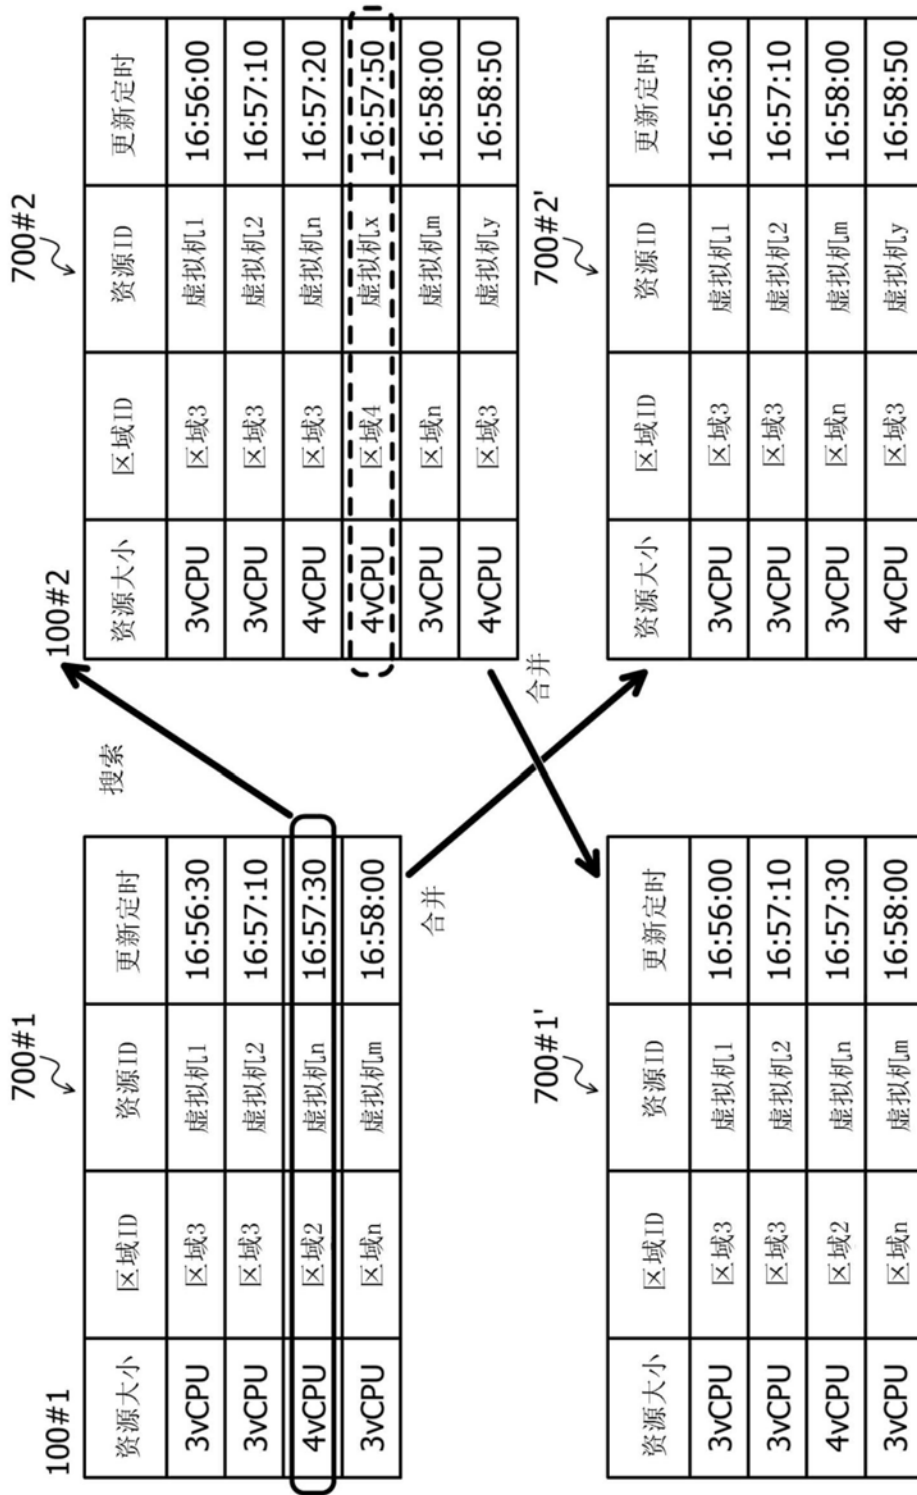 100#1
700#1
资源大小 区域ID 资源ID 更新定时
3vCPU 区域3 虚拟机1 16:56:30
3vCPU 区域3 虚拟机2 16:57:10
4vCPU 区域2 虚拟机n 16:57:30
3vCPU 区域n 虚拟机m 16:58:00
搜索
100#2
700#2
资源大小 区域ID 资源ID 更新定时
3vCPU 区域3 虚拟机1 16:56:00
3vCPU 区域3 虚拟机2 16:57:10
4vCPU 区域3 虚拟机n 16:57:20
4vCPU 区域4 虚拟机x 16:57:50
3vCPU 区域n 虚拟机m 16:58:00
4vCPU 区域3 虚拟机y 16:58:50
合并
合并
700#1'
资源大小 区域ID 资源ID 更新定时
3vCPU 区域3 虚拟机1 16:56:00
3vCPU 区域3 虚拟机2 16:57:10
4vCPU 区域2 虚拟机n 16:57:30
3vCPU 区域n 虚拟机m 16:58:00
700#2'
资源大小 区域ID 资源ID 更新定时
3vCPU 区域3 虚拟机1 16:56:30
3vCPU 区域3 虚拟机2 16:57:10
3vCPU 区域n 虚拟机m 16:58:00
4vCPU 区域3 虚拟机y 16:58:50